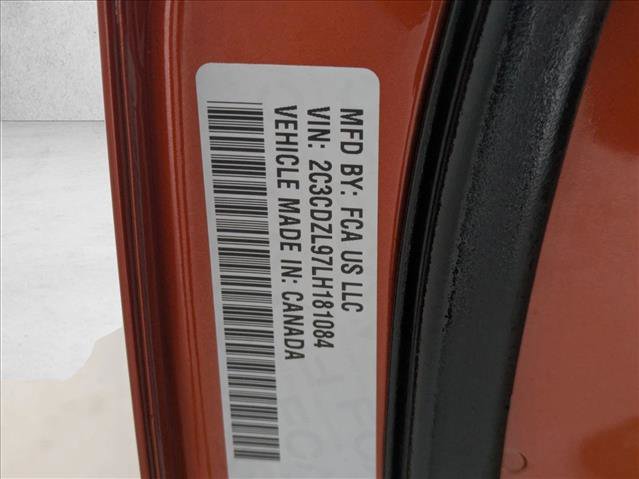 MFD BY: FCA US LLC
VIN: 2C3CDZL97LH181084
VEHICLE MADE IN: CANADA